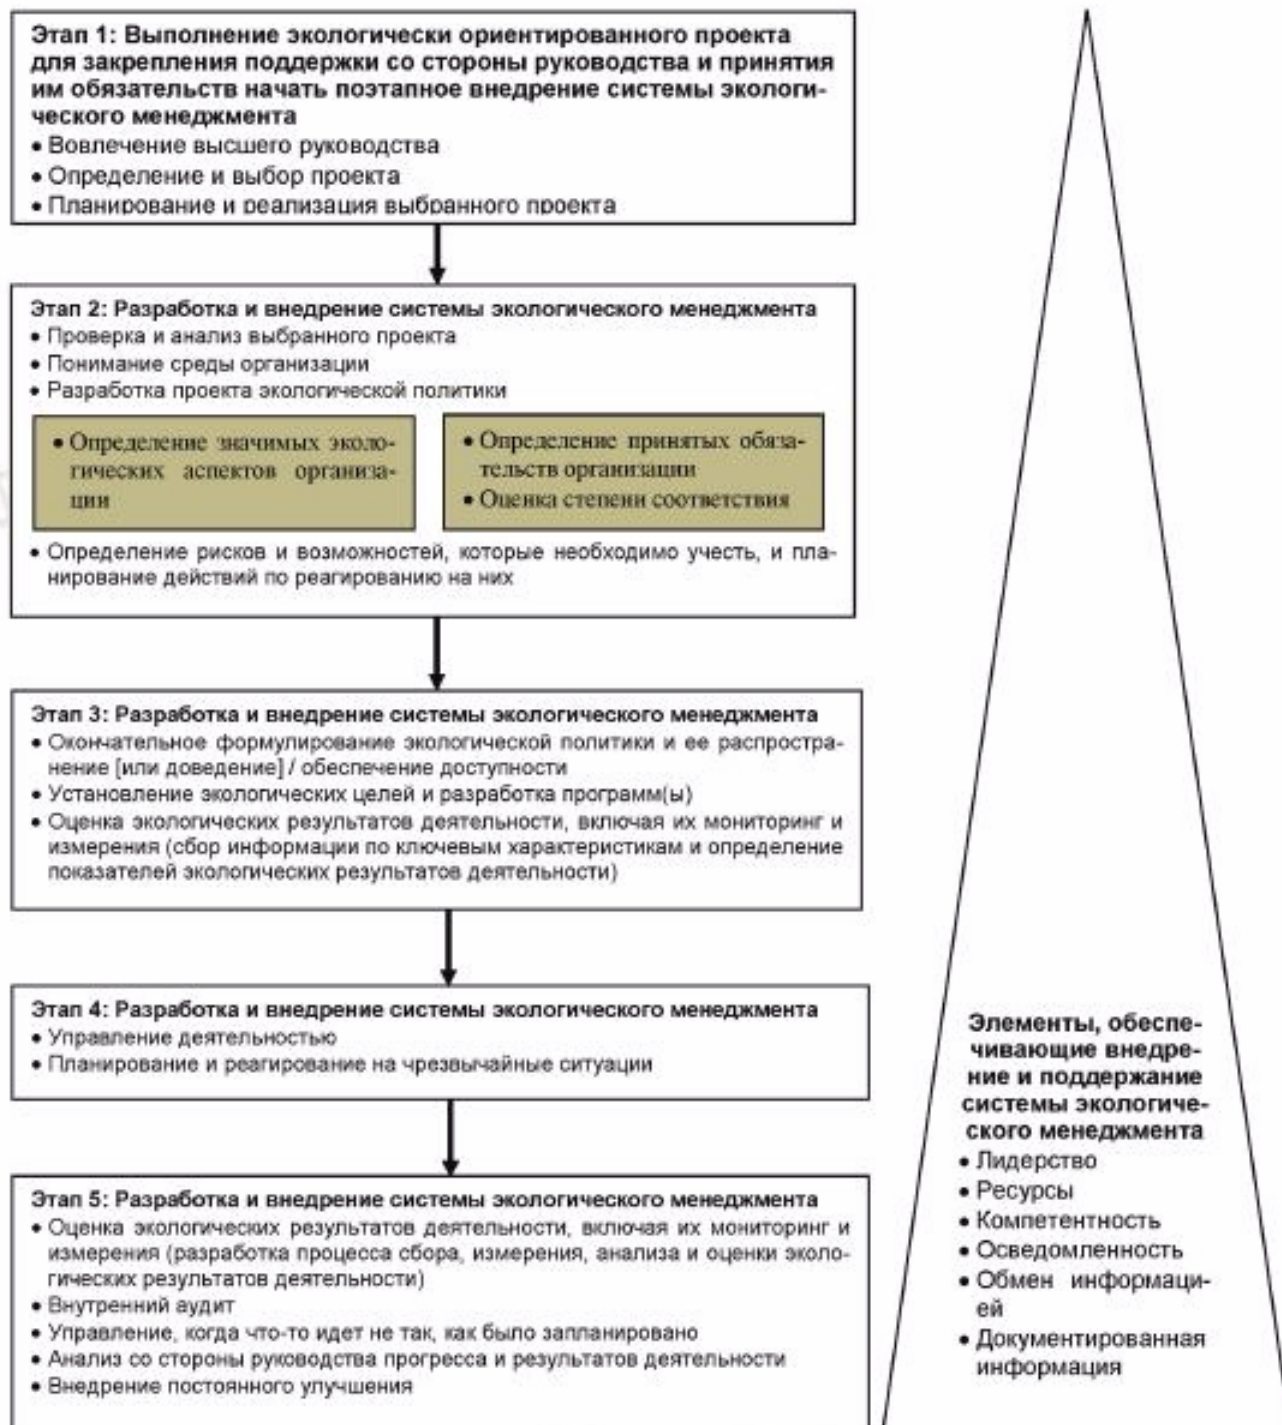 Этап 1: Выполнение экологически ориентированного проекта
для закрепления поддержки со стороны руководства и принятия
им обязательств начать поэтапное внедрение системы экологи-
ческого менеджмента
• Вовлечение высшего руководства
• Определение и выбор проекта
• Планирование и реализация выбранного проекта
Этап 2: Разработка и внедрение системы экологического менеджмента
• Проверка и анализ выбранного проекта
• Понимание среды организации
• Разработка проекта экологической политики
• Определение значимых эколо-
гических аспектов организа-
ции
• Определение принятых обяза-
тельств организации
• Оценка степени соответствия
• Определение рисков и возможностей, которые необходимо учесть, и пла-
нирование действий по реагированию на них
Этап 3: Разработка и внедрение системы экологического менеджмента
• Окончательное формулирование экологической политики и ее распростра-
нение [или доведение] / обеспечение доступности
• Установление экологических целей и разработка программ(ы)
• Оценка экологических результатов деятельности, включая их мониторинг и
измерения (сбор информации по ключевым характеристикам и определение
показателей экологических результатов деятельности)
Этап 4: Разработка и внедрение системы экологического менеджмента
• Управление деятельностью
• Планирование и реагирование на чрезвычайные ситуации
Этап 5: Разработка и внедрение системы экологического менеджмента
• Оценка экологических результатов деятельности, включая их мониторинг и
измерения (разработка процесса сбора, измерения, анализа и оценки эколо-
гических результатов деятельности)
• Внутренний аудит
• Управление, когда что-то идет не так, как было запланировано
• Анализ со стороны руководства прогресса и результатов деятельности
• Внедрение постоянного улучшения
Элементы, обеспе-
чивающие внедре-
ние и поддержание
системы экологиче-
ского менеджмента
• Лидерство
• Ресурсы
• Компетентность
• Осведомленность
• Обмен информаци-
ей
• Документированная
информация